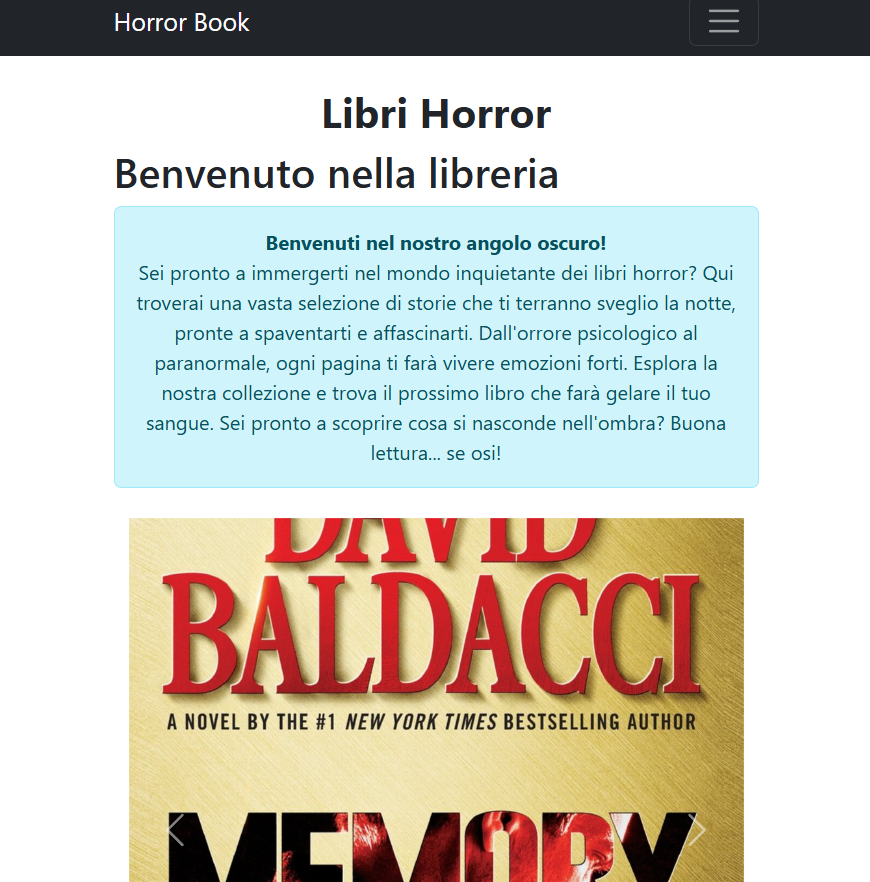 Horror Book
Libri Horror
Benvenuto nella libreria
Benvenuti nel nostro angolo oscuro!
Sei pronto a immergerti nel mondo inquietante dei libri horror? Qui
troverai una vasta selezione di storie che ti terranno sveglio la notte,
pronte a spaventarti e affascinarti. Dall'orrore psicologico al
paranormale, ogni pagina ti farà vivere emozioni forti. Esplora la
nostra collezione e trova il prossimo libro che farà gelare il tuo
sangue. Sei pronto a scoprire cosa si nasconde nell'ombra? Buona
lettura... se osi!
DAVID
BALDACCI
A NOVEL BY THE #1 NEW YORK TIMES BESTSELLING AUTHOR
MEMORY